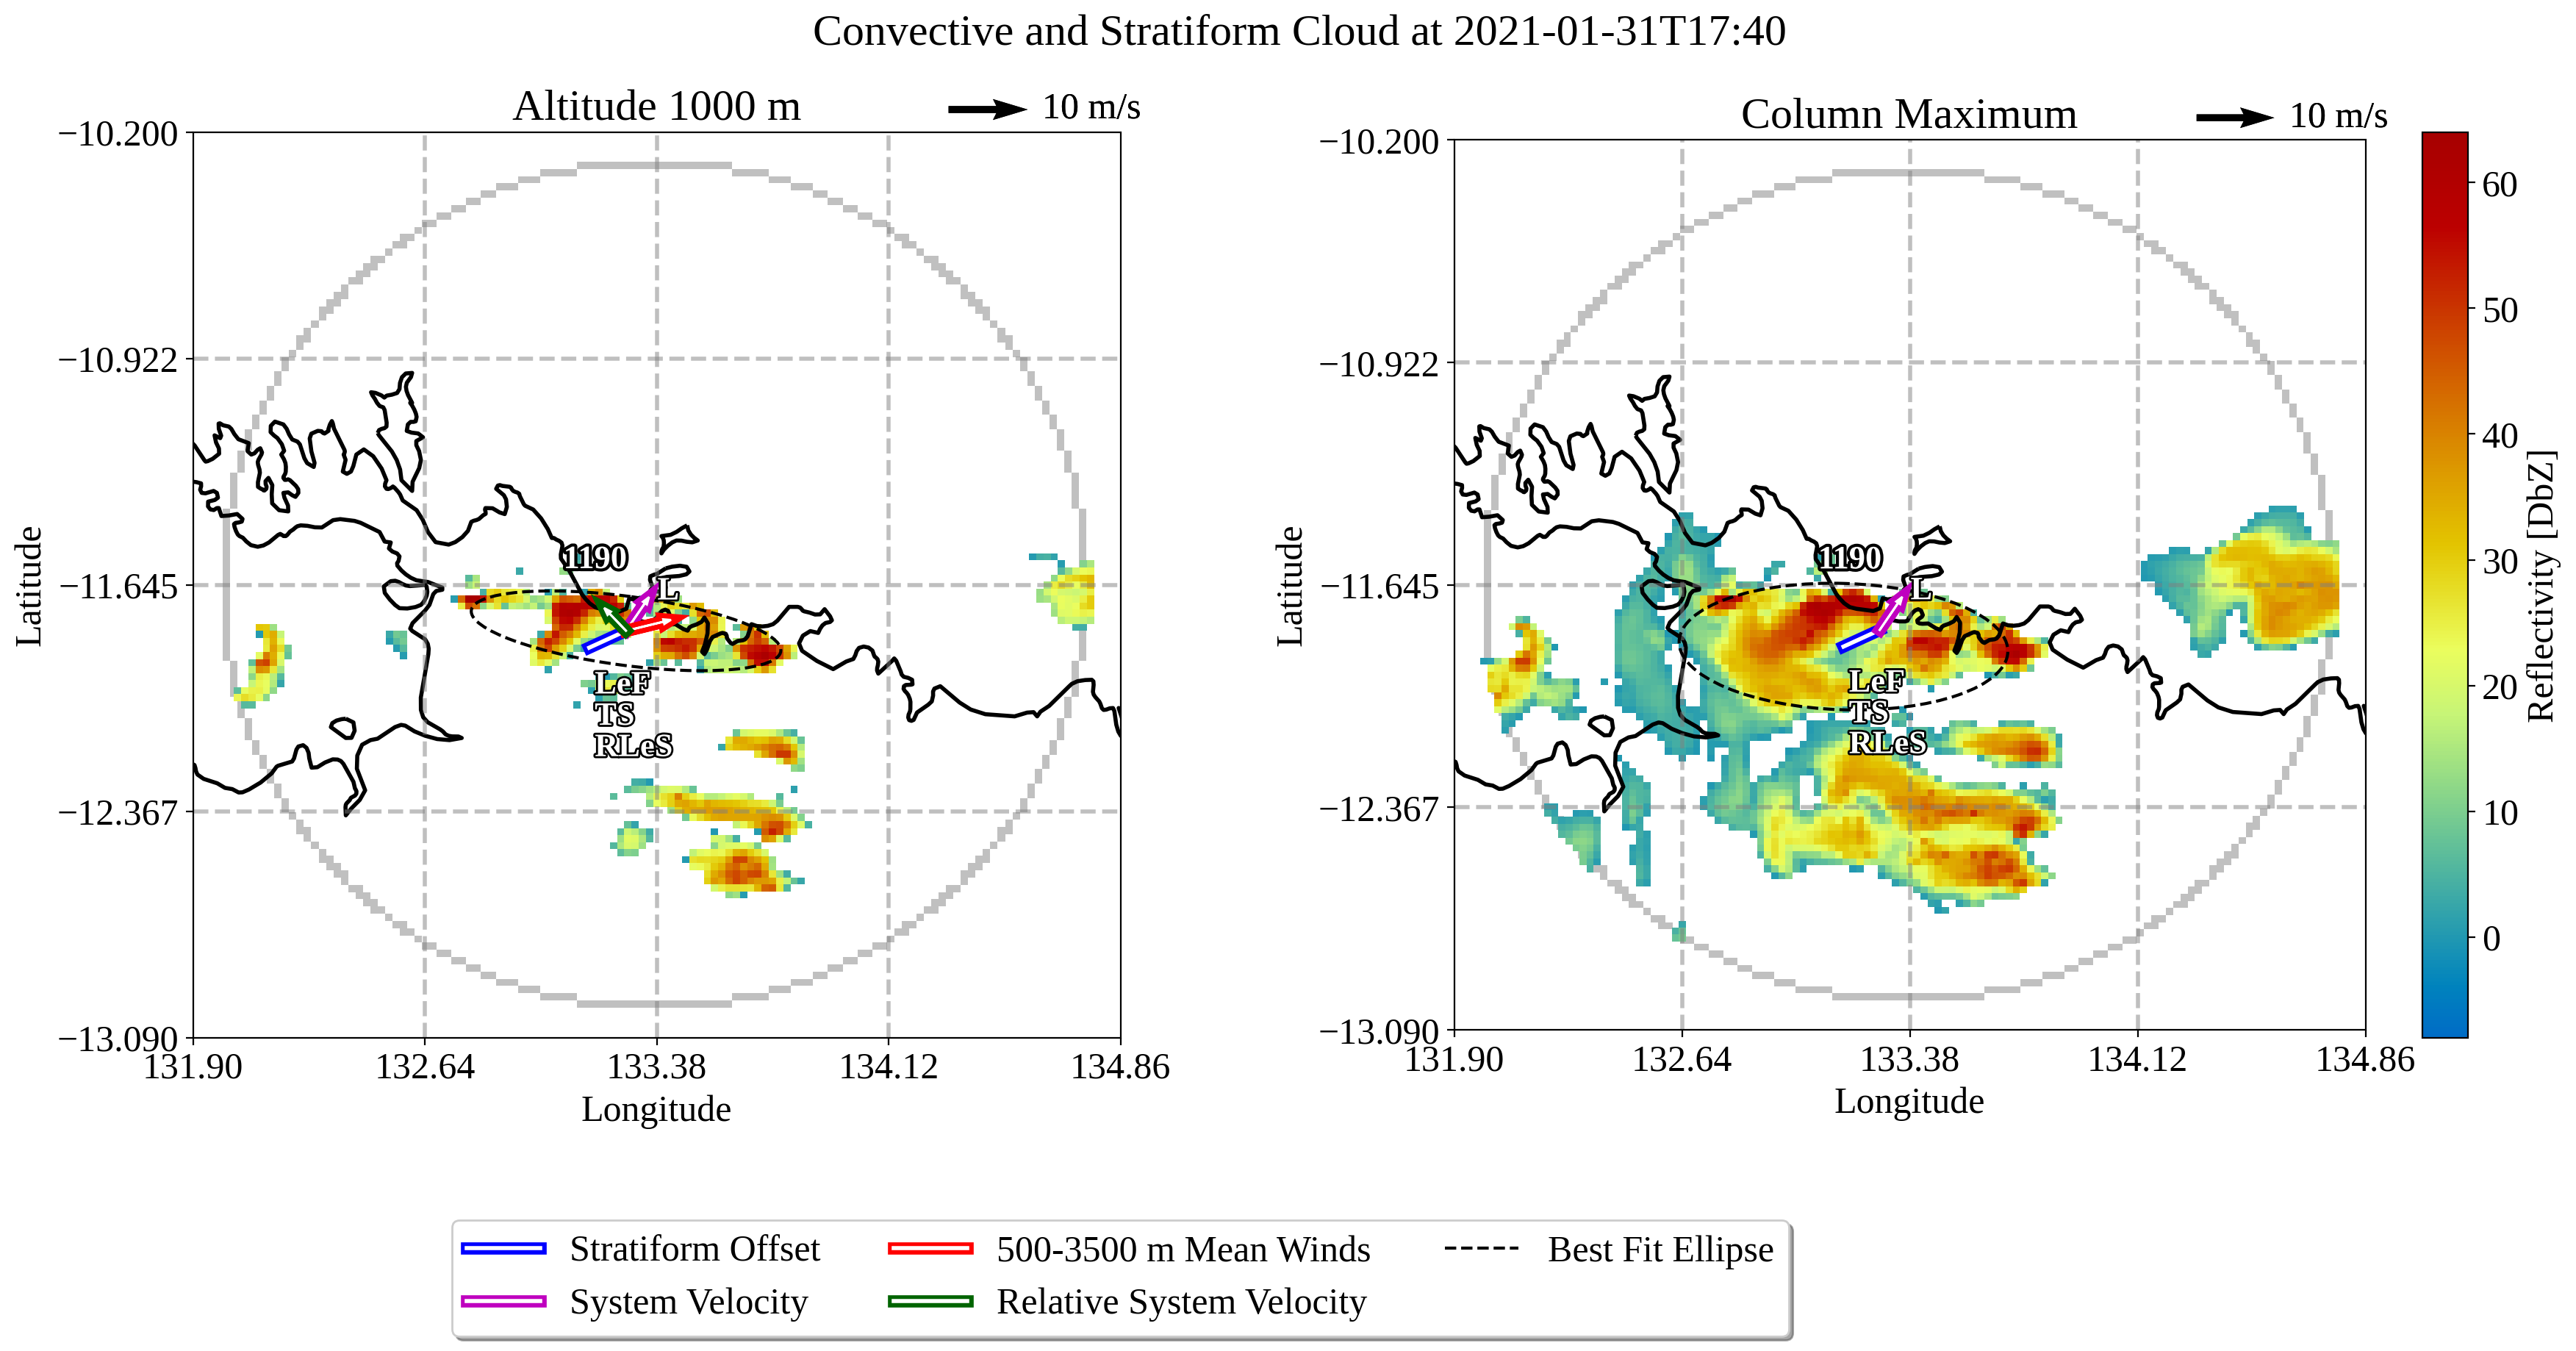 Convective and Stratiform Cloud at 2021-01-31T17:40
Altitude 1000 m
10 m/s
−10.200
−10.922
−11.645
−12.367
−13.090
Latitude
131.90
132.64
133.38
134.12
134.86
Longitude
1190
L
LeF
TS
RLeS
Column Maximum
10 m/s
−10.200
−10.922
−11.645
−12.367
−13.090
Latitude
131.90
132.64
133.38
134.12
134.86
Longitude
1190
L
LeF
TS
RLeS
60
50
40
30
20
10
0
Reflectivity [DbZ]
Stratiform Offset
System Velocity
500-3500 m Mean Winds
Relative System Velocity
Best Fit Ellipse